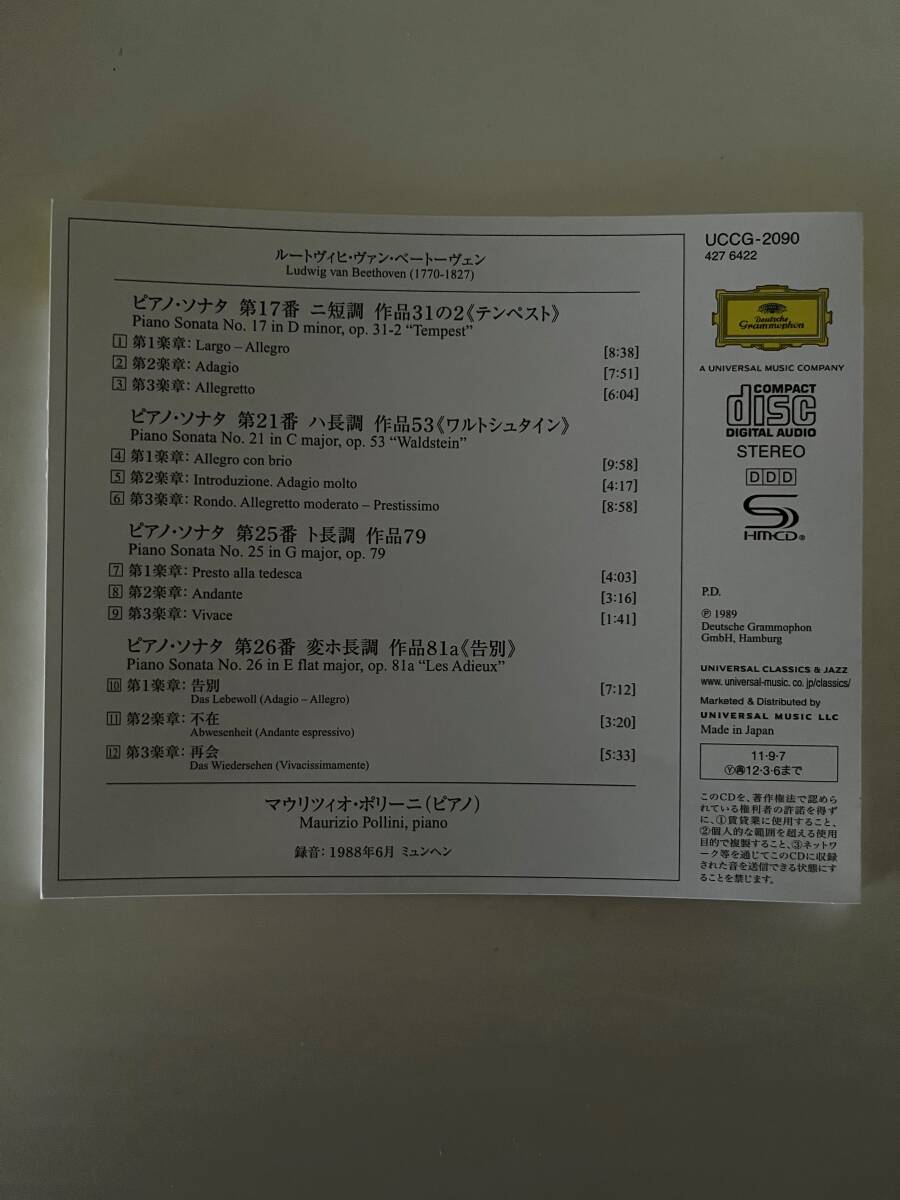 ルートヴィヒ・ヴァン・ベートーヴェン
Ludwig van Beethoven (1770-1827)
ピアノ・ソナタ 第17番 ニ短調 作品31の2《テンペスト》
Piano Sonata No. 17 in D minor, op. 31-2 “Tempest”
1 第1楽章: Largo – Allegro [8:38]
2 第2楽章: Adagio [7:51]
3 第3楽章: Allegretto [6:04]
ピアノ・ソナタ 第21番 ハ長調 作品53《ワルトシュタイン》
Piano Sonata No. 21 in C major, op. 53 “Waldstein”
4 第1楽章: Allegro con brio [9:58]
5 第2楽章: Introduzione. Adagio molto [4:17]
6 第3楽章: Rondo. Allegretto moderato – Prestissimo [8:58]
ピアノ・ソナタ 第25番 ト長調 作品79
Piano Sonata No. 25 in G major, op. 79
7 第1楽章: Presto alla tedesca [4:03]
8 第2楽章: Andante [3:16]
9 第3楽章: Vivace [1:41]
ピアノ・ソナタ 第26番 変ホ長調 作品81a《告別》
Piano Sonata No. 26 in E flat major, op. 81a “Les Adieux”
10 第1楽章: 告別 [7:12]
Das Lebewoll (Adagio – Allegro)
11 第2楽章: 不在 [3:20]
Abwesenheit (Andante espressivo)
12 第3楽章: 再会 [5:33]
Das Wiedersehen (Vivacissimamente)
マウリツィオ・ポリーニ(ピアノ)
Maurizio Pollini, piano
録音: 1988年6月 ミュンヘン
UCCG-2090
427 6422
Deutsche
Grammophon
A UNIVERSAL MUSIC COMPANY
COMPACT
disc
DIGITAL AUDIO
STEREO
DDD
HMCD®
P.D.
℗ 1989
Deutsche Grammophon
GmbH, Hamburg
UNIVERSAL CLASSICS & JAZZ
www. universal-music. co. jp/classics/
Marketed & Distributed by
UNIVERSAL MUSIC LLC
Made in Japan
11・9・7
Ⓨ12・3・6まで
このCDを、著作権法で認めら
れている権利者の許諾を得ず
に、①賃貸業に使用すること、
②個人的な範囲を超える使用
目的で複製すること、③ネットワ
ーク等を通じてこのCDに収録
された音を送信できる状態にす
ることを禁じます。